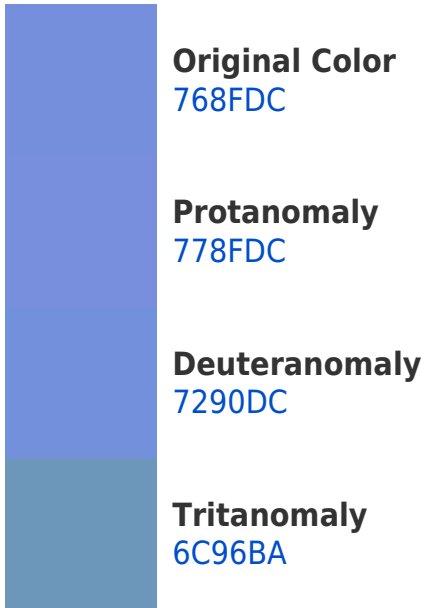 Original Color
768FDC
Protanomaly
778FDC
Deuteranomaly
7290DC
Tritanomaly
6C96BA